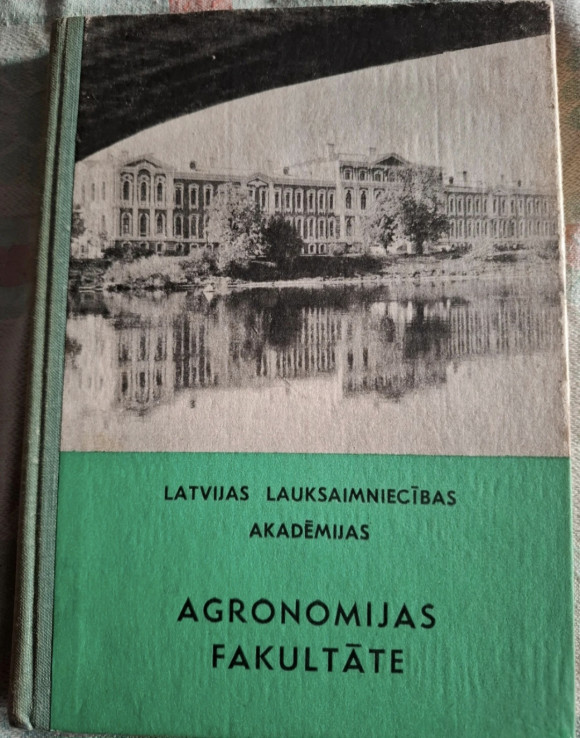 LATVIJAS LAUKSAIMNIECĪBAS
AKADĒMIJAS
AGRONOMIJAS
FAKULTĀTE